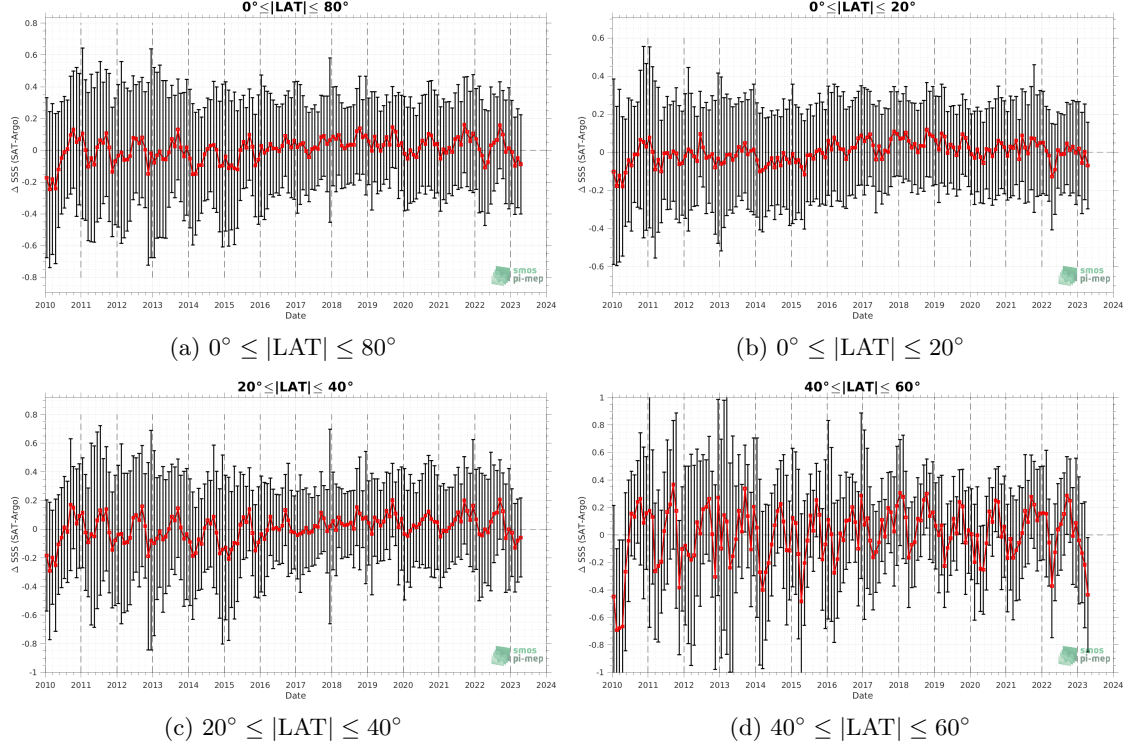 0°≤|LAT|≤ 80°
0.8
0.6
0.4
0.2
0
-0.2
-0.4
-0.6
-0.8
Δ SSS (SAT-Argo)
smos
pi-mep
2010 2011 2012 2013 2014 2015 2016 2017 2018 2019 2020 2021 2022 2023 2024
Date
(a) 0° ≤ |LAT| ≤ 80°
0°≤|LAT|≤ 20°
0.6
0.4
0.2
0
-0.2
-0.4
-0.6
Δ SSS (SAT-Argo)
smos
pi-mep
2010 2011 2012 2013 2014 2015 2016 2017 2018 2019 2020 2021 2022 2023 2024
Date
(b) 0° ≤ |LAT| ≤ 20°
20°≤|LAT|≤ 40°
0.8
0.6
0.4
0.2
0
-0.2
-0.4
-0.6
-0.8
-1
Δ SSS (SAT-Argo)
smos
pi-mep
2010 2011 2012 2013 2014 2015 2016 2017 2018 2019 2020 2021 2022 2023 2024
Date
(c) 20° ≤ |LAT| ≤ 40°
40°≤|LAT|≤ 60°
1
0.8
0.6
0.4
0.2
0
-0.2
-0.4
-0.6
-0.8
-1
Δ SSS (SAT-Argo)
smos
pi-mep
2010 2011 2012 2013 2014 2015 2016 2017 2018 2019 2020 2021 2022 2023 2024
Date
(d) 40° ≤ |LAT| ≤ 60°